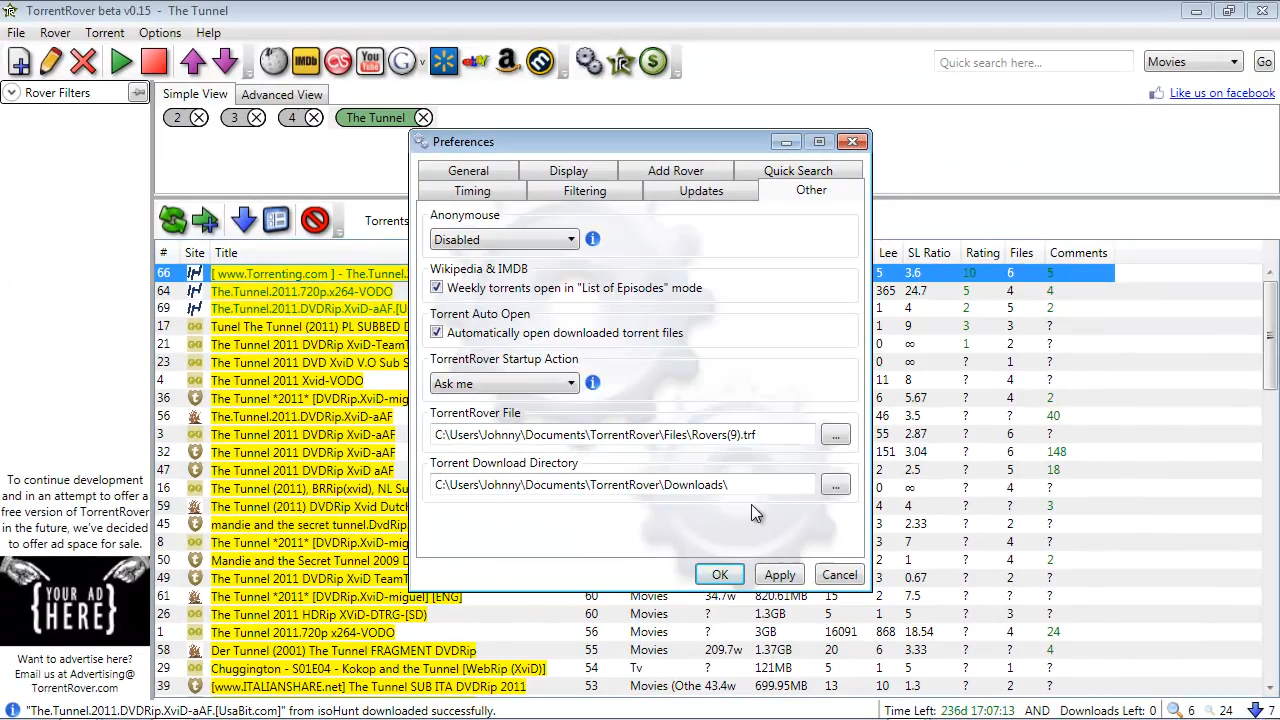 TorrentRover beta v0.15 - The Tunnel
File Rover Torrent Options Help
IMDb You Tube G v a m $
Quick search here... Movies Go
Rover Filters
Simple View Advanced View
Like us on facebook
2 3 4 The Tunnel
Preferences
General Display Add Rover Quick Search
Timing Filtering Updates Other
Anonymouse
Disabled
Wikipedia & IMDB
Weekly torrents open in "List of Episodes" mode
Torrent Auto Open
Automatically open downloaded torrent files
TorrentRover Startup Action
Ask me
TorrentRover File
C:\Users\Johnny\Documents\TorrentRover\Files\Rovers(9).trf ...
Torrent Download Directory
C:\Users\Johnny\Documents\TorrentRover\Downloads\ ...
OK Apply Cancel
Torrents
# Site Title Lee SL Ratio Rating Files Comments
66 [ www.Torrenting.com ] - The.Tunnel. 5 3.6 10 6 5
64 The.Tunnel.2011.720p.x264-VODO 365 24.7 5 4 4
69 The.Tunnel.2011.DVDRip.XviD-aAF.[U 1 4 2 5 2
17 Tunel The Tunnel (2011) PL SUBBED D 1 9 3 3 ?
21 The Tunnel 2011 DVDRip XviD-TeamT 0 ∞ 1 2 ?
23 The Tunnel 2011 DVD XviD V.O Sub S 0 ∞ ? 1 ?
4 The Tunnel 2011 Xvid-VODO 11 8 ? 4 ?
36 The Tunnel *2011* [DVDRip.XviD-mig 6 5.67 ? 4 2
56 The.Tunnel.2011.DVDRip.XviD-aAF 46 3.5 ? ? 40
3 The Tunnel 2011 DVDRip XviD-aAF 55 2.87 ? 6 ?
32 The Tunnel 2011 DVDRip XviD-aAF 151 3.04 ? 6 148
47 The Tunnel 2011 DVDRip XviD aAF 2 2.5 ? 5 18
16 The Tunnel (2011), BRRip(xvid), NL Su 0 ∞ ? 4 ?
59 The Tunnel 2011 DVDRip XviD Dutch 4 4 ? ? 3
45 mandie and the secret tunnel.DvdRip 3 2.33 ? 2 ?
8 The Tunnel *2011* [DVDRip.XviD-mig 3 7 ? 4 ?
50 Mandie and the Secret Tunnel 2009 D 1 2 ? 4 2
49 The Tunnel 2011 DVDRip XviD TeamT 3 0.67 ? 4 ?
61 The Tunnel *2011* [DVDRip.XviD-miguel] [ENG] 60 Movies 34.7w 820.61MB 15 2 7.5 ? 4 ?
26 The Tunnel 2011 HDRip XviD-DTRG-[SD] 60 Movies ? 1.3GB 5 1 5 ? 3 ?
1 The Tunnel 2011.720p x264-VODO 56 Movies ? 3GB 16091 868 18.54 ? 4 24
58 Der Tunnel (2001) The Tunnel FRAGMENT DVDRip 55 Movies 209.7w 1.37GB 20 6 3.33 ? ? 4
29 Chuggington - S01E04 - Kokop and the Tunnel [WebRip (XviD)] 54 Tv ? 121MB 5 1 5 ? 1 ?
39 [www.ITALIANSHARE.net] The Tunnel SUB ITA DVDRip 2011 53 Movies (Othe 43.4w 699.95MB 13 10 1.3 ? 2 ?
To continue development
and in an attempt to offer a
free version of TorrentRover
in the future, we've decided
to offer ad space for sale.
YOUR AD
HERE
Want to advertise here?
Email us at Advertising@
TorrentRover.com
"The.Tunnel.2011.DVDRip.XviD-aAF.[UsaBit.com" from isoHunt downloaded successfully. Time Left: 236d 17:07:13 AND Downloads Left: 0 6 24 7